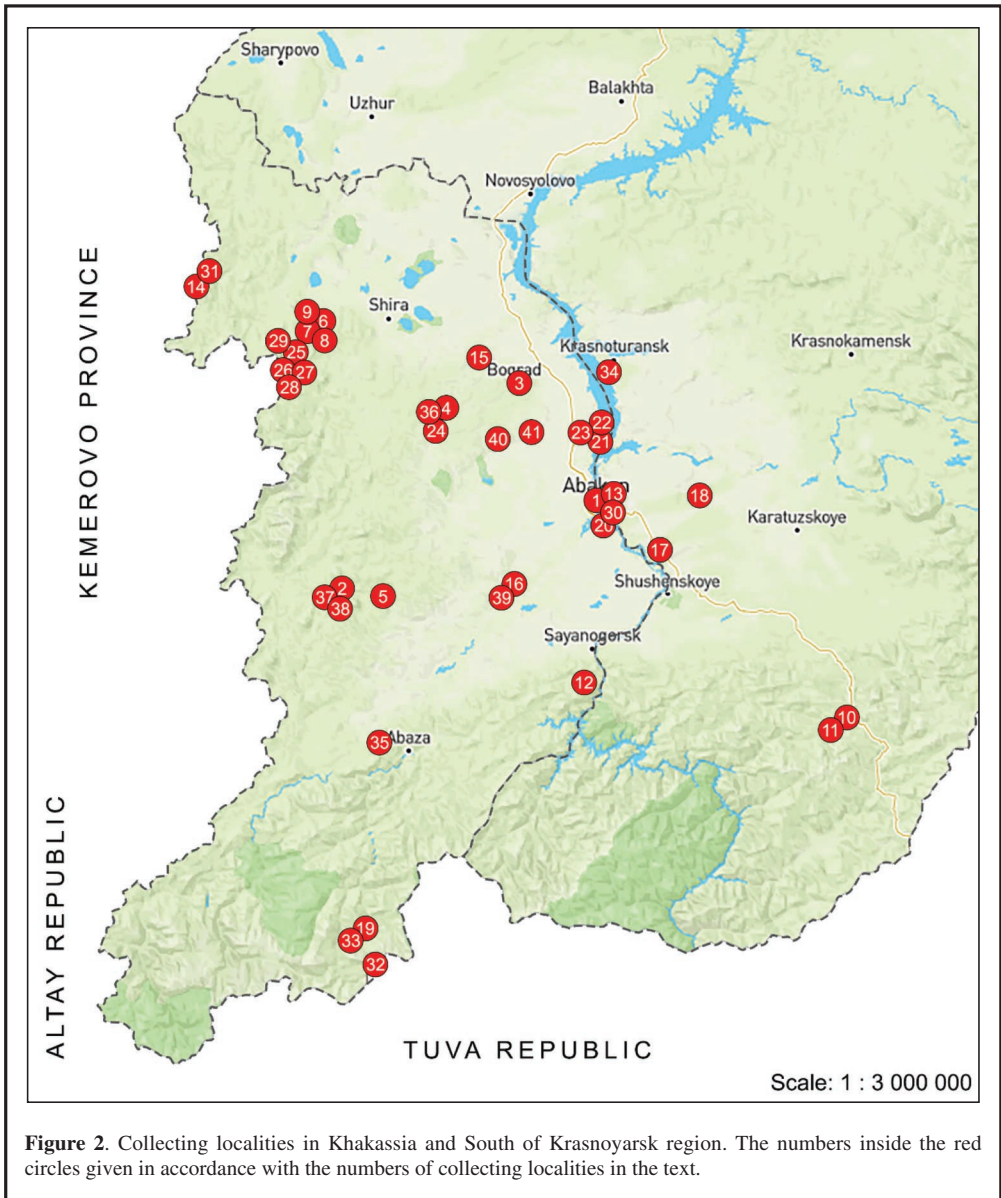 Sharypovo
Uzhur
Balakhta
Novosyolovo
KEMEROVO PROVINCE
31
14
9
6
7
8
29
25
26
27
28
Shira
Krasnoturansk
Krasnokamensk
15
Bograd
3
34
36
4
24
40
41
22
23
21
Abakan
1
13
30
20
18
Karatuzskoye
17
2
37
38
5
16
39
Shushenskoye
Sayanogorsk
12
10
11
35
Abaza
ALTAY REPUBLIC
19
33
32
TUVA REPUBLIC
Scale: 1 : 3 000 000
Figure 2. Collecting localities in Khakassia and South of Krasnoyarsk region. The numbers inside the red
circles given in accordance with the numbers of collecting localities in the text.